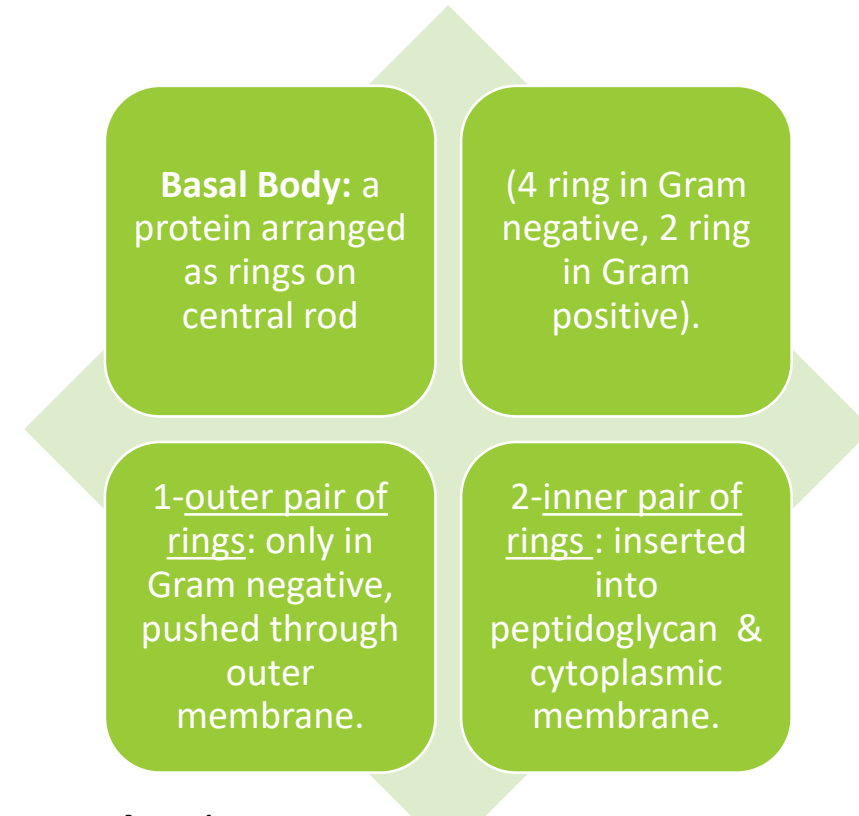 Basal Body: a
protein arranged
as rings on
central rod
(4 ring in Gram
negative, 2 ring
in Gram
positive).
1-outer pair of
rings: only in
Gram negative,
pushed through
outer
membrane.
2-inner pair of
rings : inserted
into
peptidoglycan &
cytoplasmic
membrane.